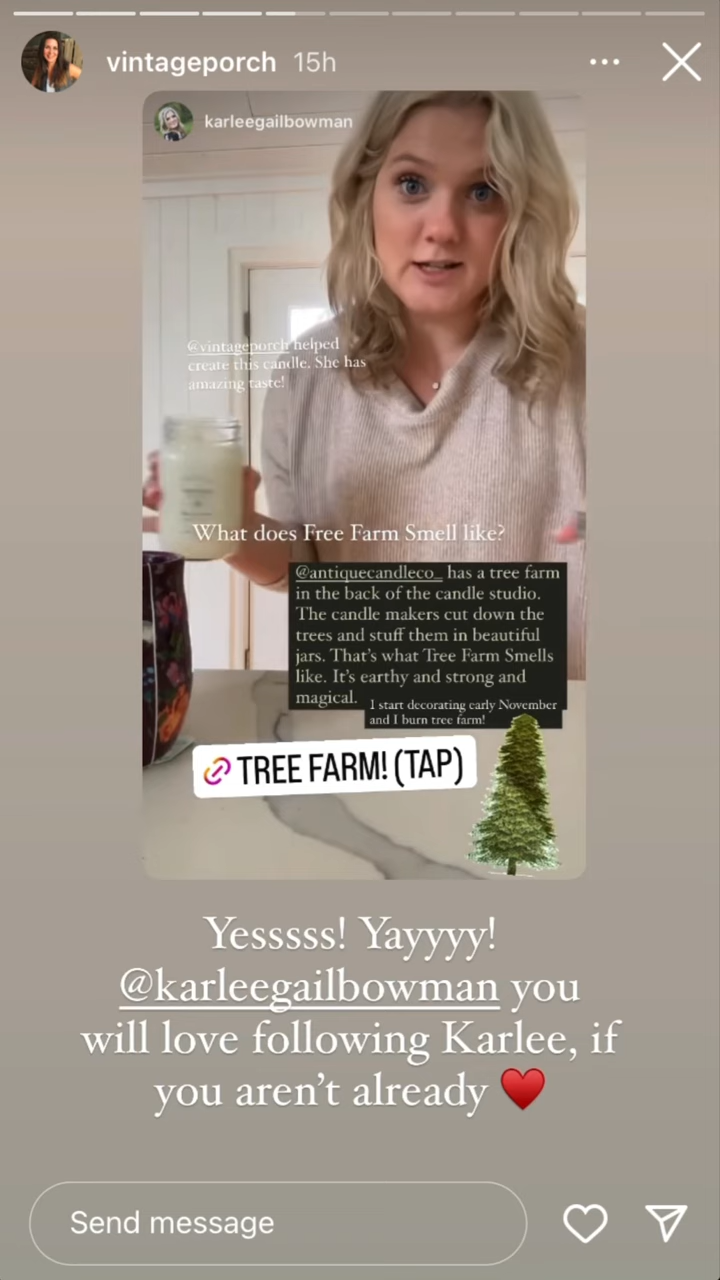 vintageporch 15h
karleegailbowman
@vintageporch helped
create this candle. She has
amazing taste!
What does Free Farm Smell like?
@antiquecandleco_ has a tree farm
in the back of the candle studio.
The candle makers cut down the
trees and stuff them in beautiful
jars. That's what Tree Farm Smells
like. It's earthy and strong and
magical.
I start decorating early November
and I burn tree farm!
TREE FARM! (TAP)
Yesssss! Yayyyy!
@karleegailbowman you
will love following Karlee, if
you aren't already ♥️
Send message